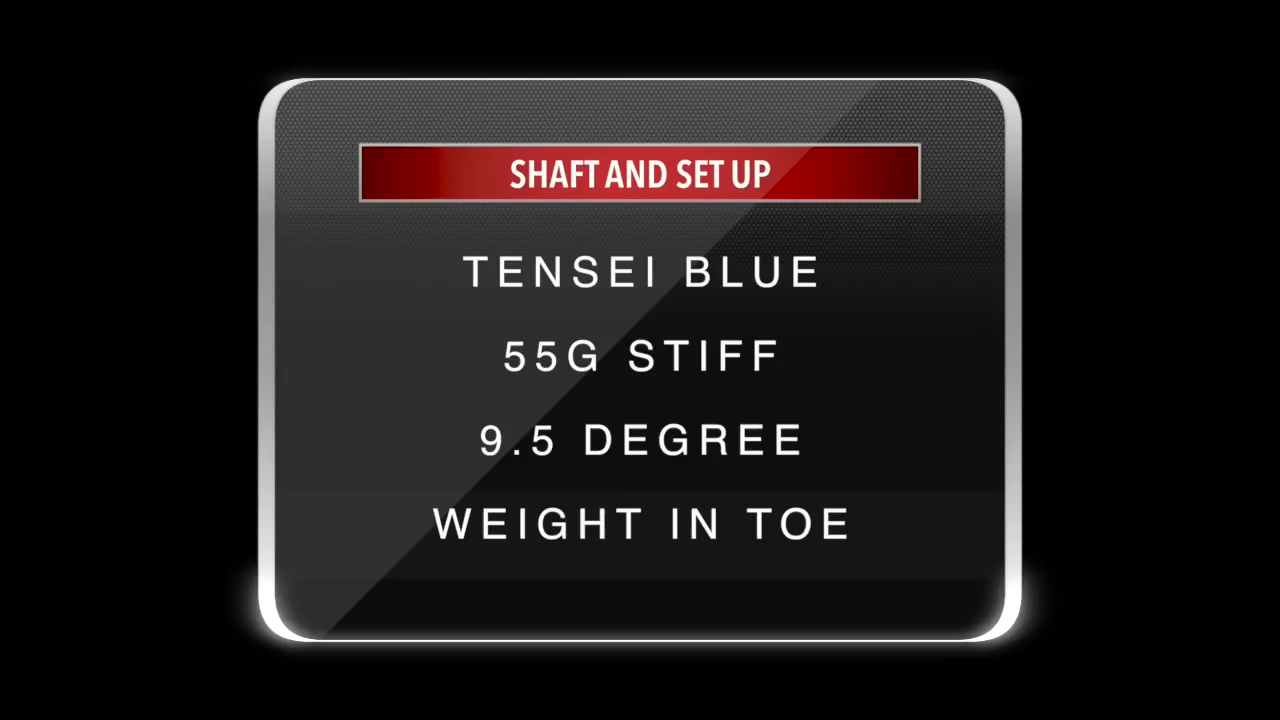 SHAFT AND SET UP
TENSEI BLUE
55G STIFF
9.5 DEGREE
WEIGHT IN TOE